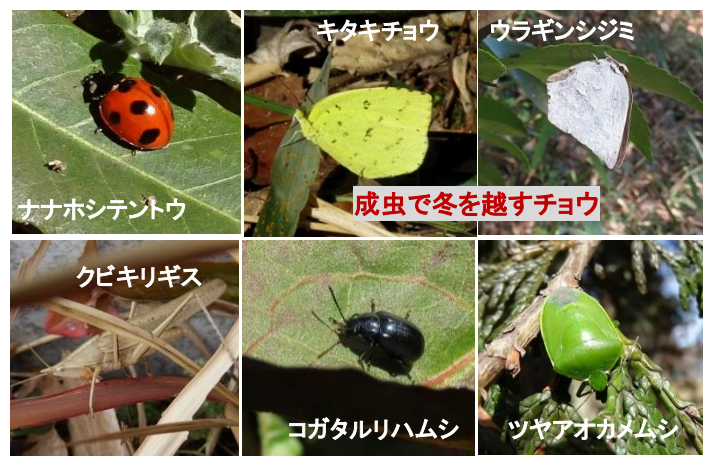 キタキチョウ
ウラギンシジミ
ナナホシテントウ
成虫で冬を越すチョウ
クビキリギス
コガタルリハムシ
ツヤアオカメムシ